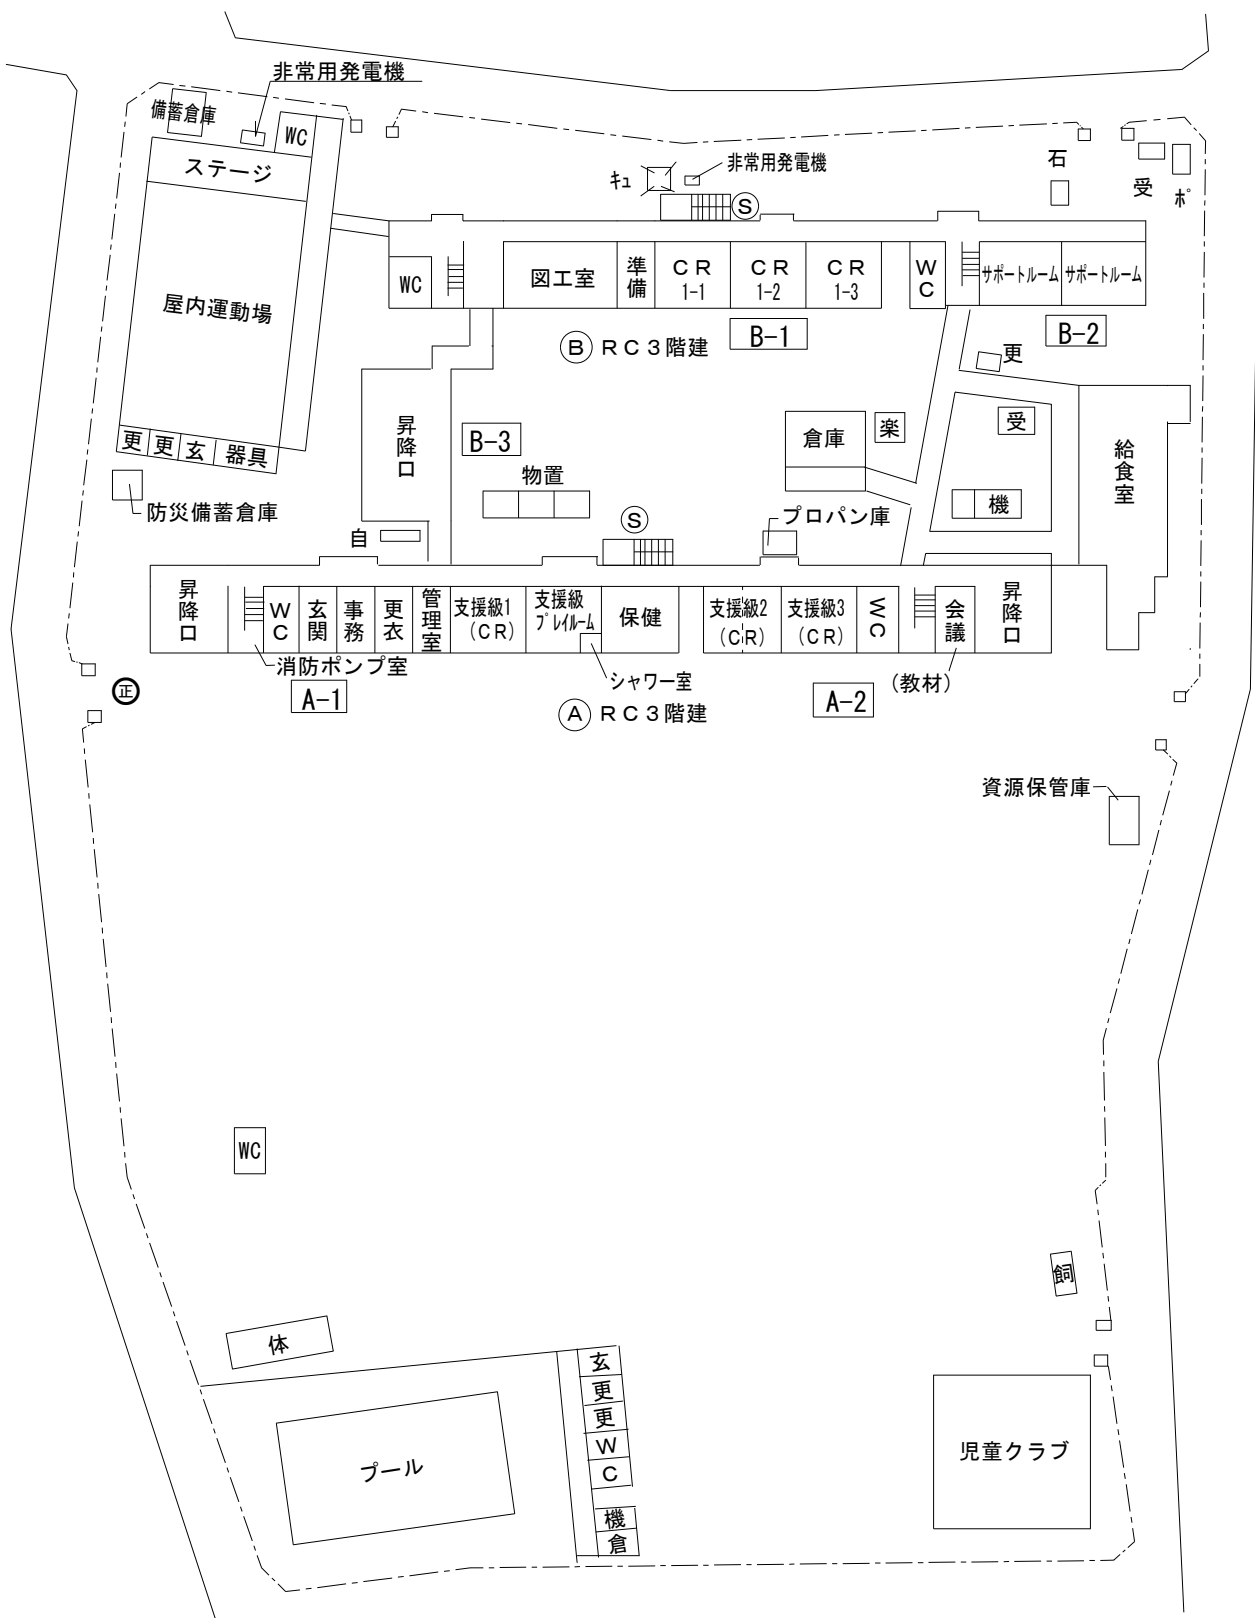 非常用発電機
備蓄倉庫
WC
ステージ
屋内運動場
更
更
玄
器具
防災備蓄倉庫
キュ
非常用発電機
Ⓢ
石
受
ポ
WC
図工室
準備
CR
1-1
CR
1-2
CR
1-3
WC
サポートルーム
サポートルーム
Ⓑ RC3階建
B-1
B-2
更
昇降口
B-3
物置
倉庫
楽
受
機
給食室
自
Ⓢ
プロパン庫
昇降口
WC
玄関
事務
更衣
管理室
支援級1
(CR)
支援級
プレイルーム
保健
支援級2
(CR)
支援級3
(CR)
WC
会議
昇降口
消防ポンプ室
シャワー室
(教材)
㊣
A-1
Ⓐ RC3階建
A-2
資源保管庫
WC
飼
体
プール
玄
更
更
W
C
機
倉
児童クラブ